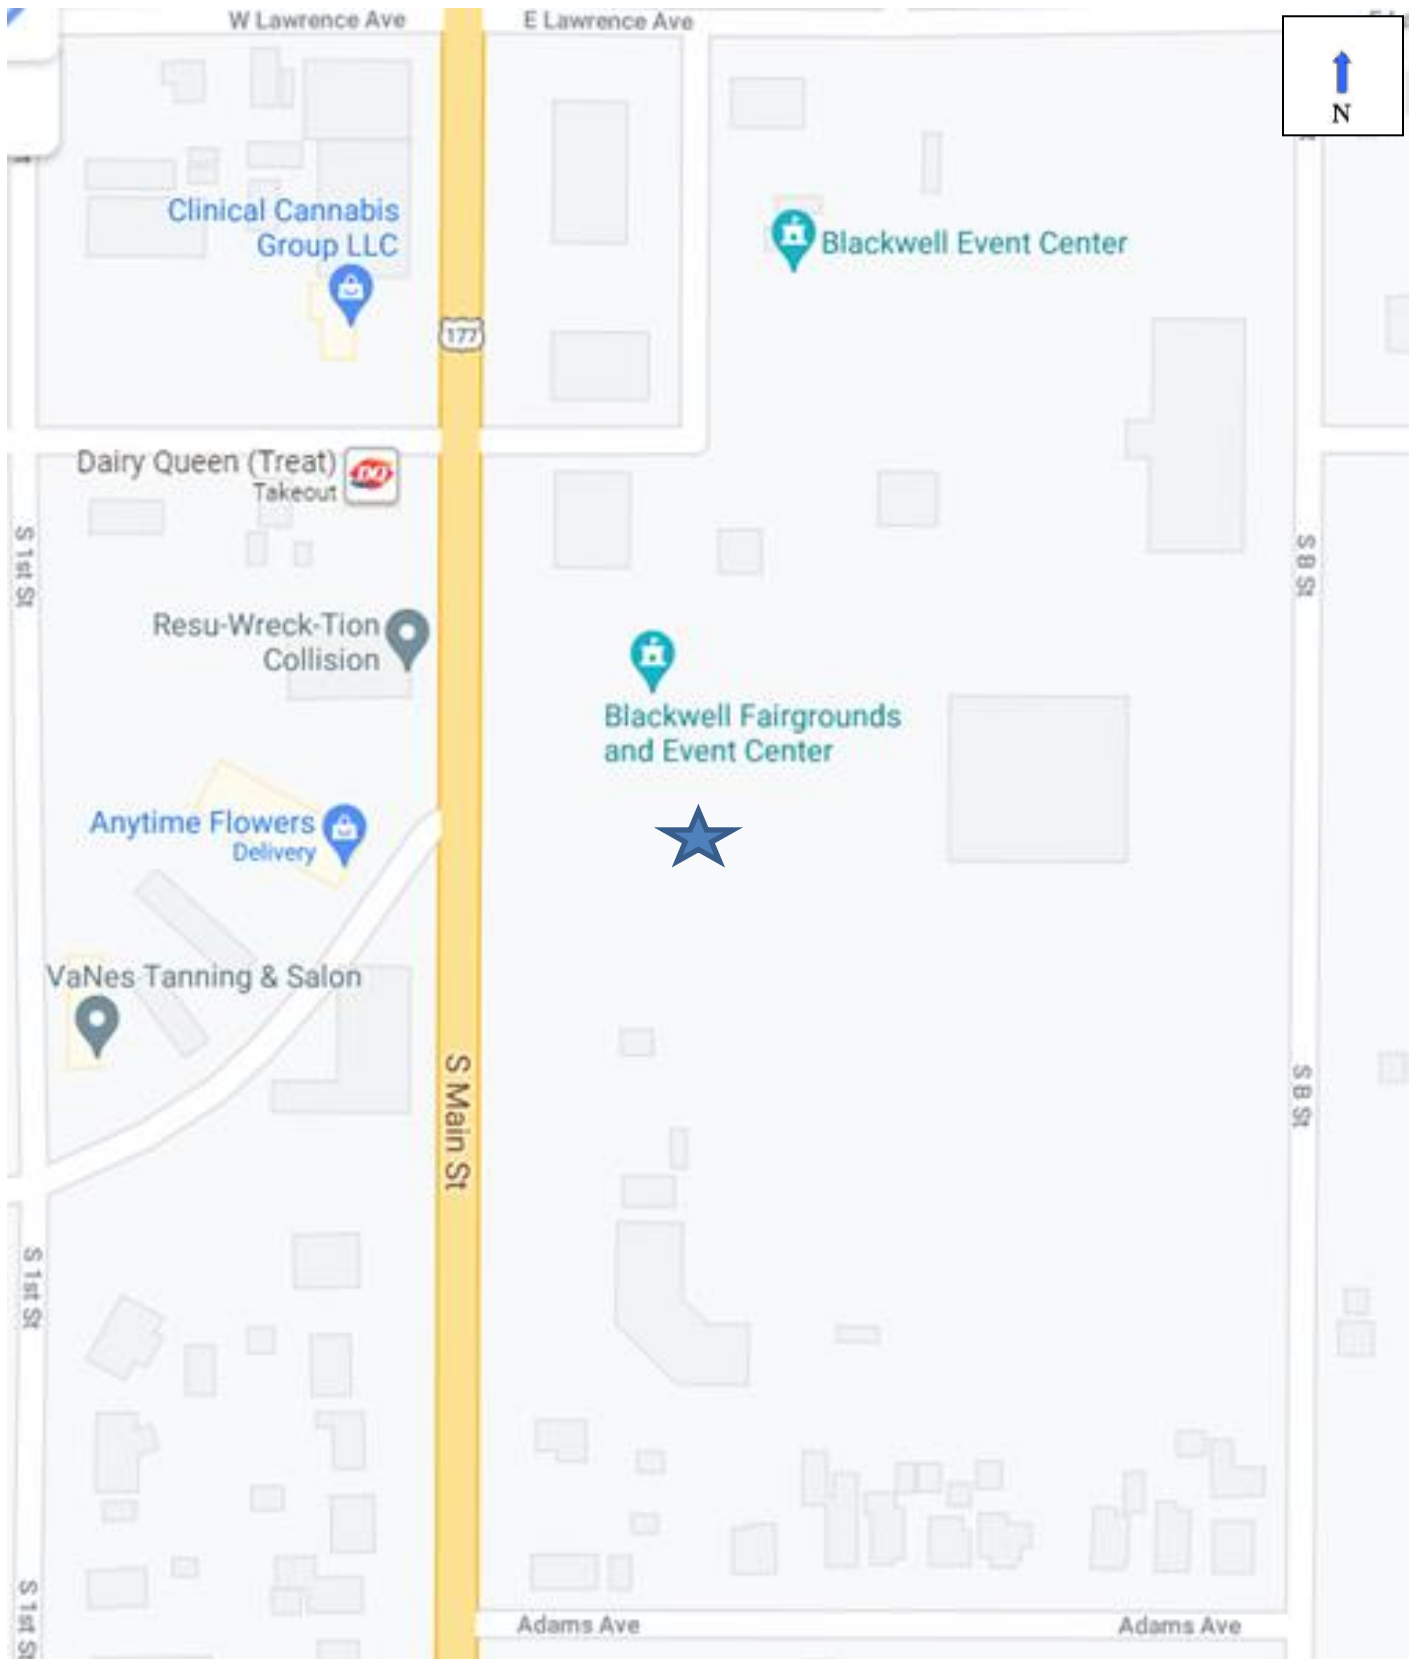 W Lawrence Ave
E Lawrence Ave
N
Clinical Cannabis
Group LLC
Blackwell Event Center
177
Dairy Queen (Treat)
Takeout
DQ
S 1st St
S B St
Resu-Wreck-Tion
Collision
Blackwell Fairgrounds
and Event Center
Anytime Flowers
Delivery
VaNes Tanning & Salon
S Main St
S B St
S 1st St
S 1st St
Adams Ave
Adams Ave